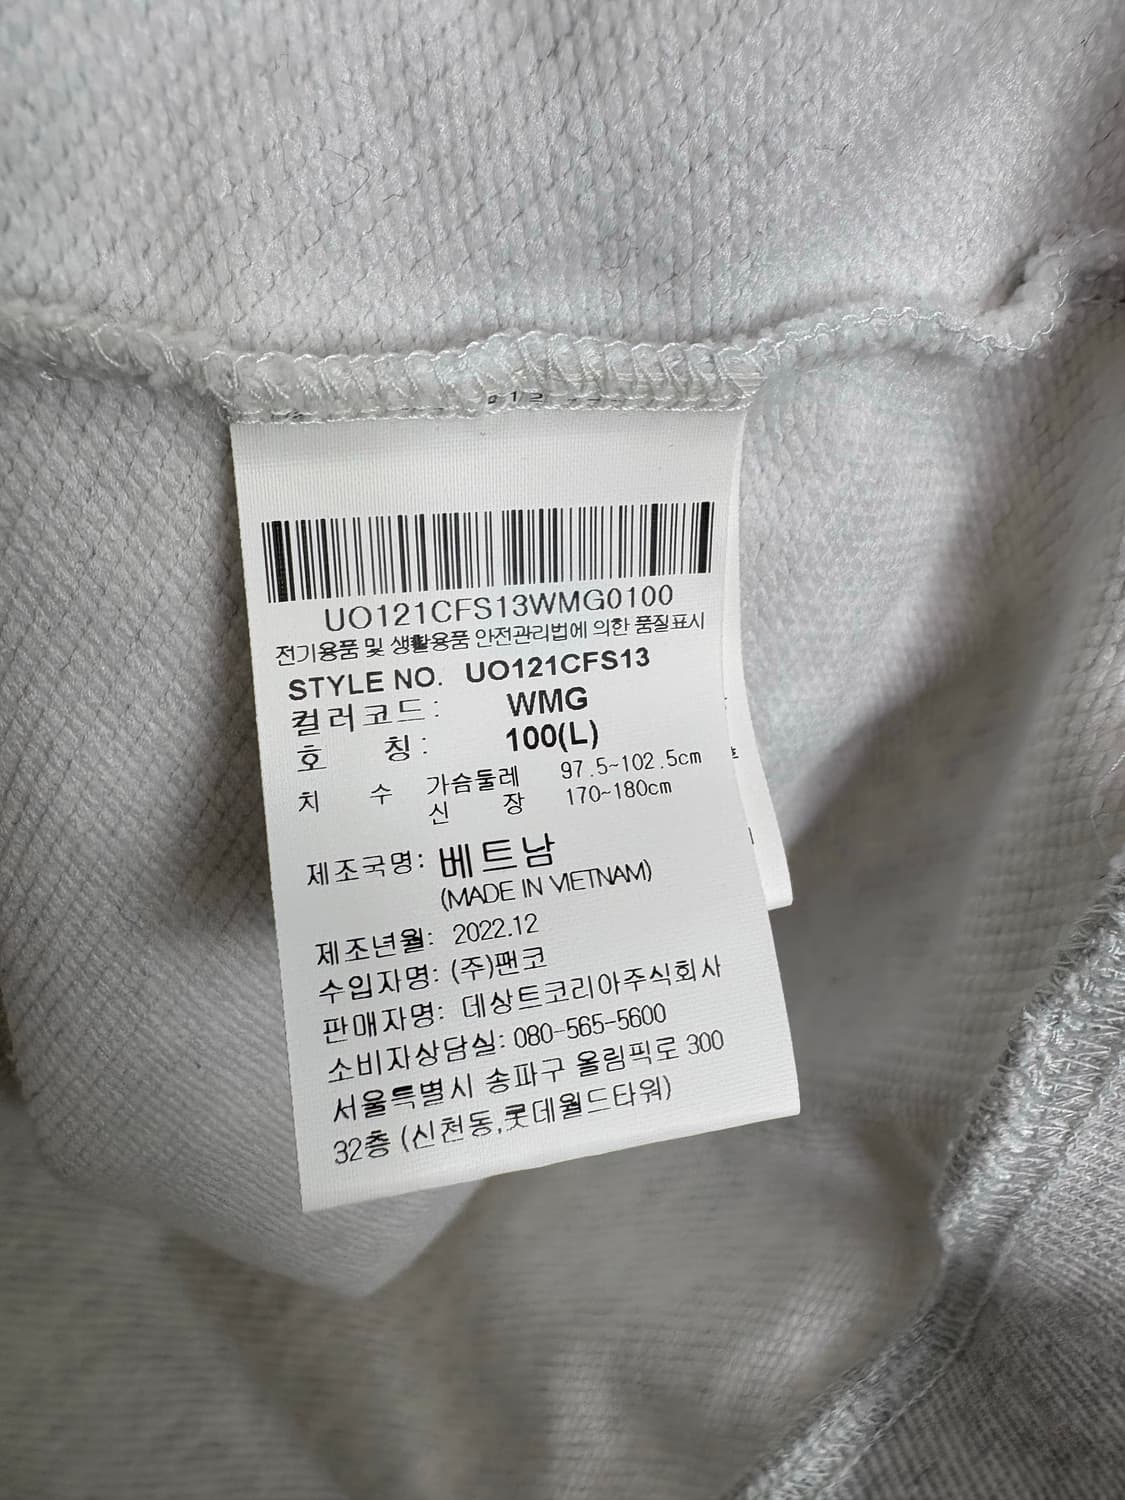 UO121CFS13WMG0100
전기용품 및 생활용품 안전관리법에 의한 품질표시
STYLE NO. UO121CFS13
컬러코드: WMG
호 칭: 100(L)
치 수 가슴둘레 97.5~102.5cm
신 장 170~180cm
제조국명: 베트남
(MADE IN VIETNAM)
제조년월: 2022.12
수입자명: (주)팬코
판매자명: 데상트코리아주식회사
소비자상담실: 080-565-5600
서울특별시 송파구 올림픽로 300
32층 (신천동,롯데월드타워)